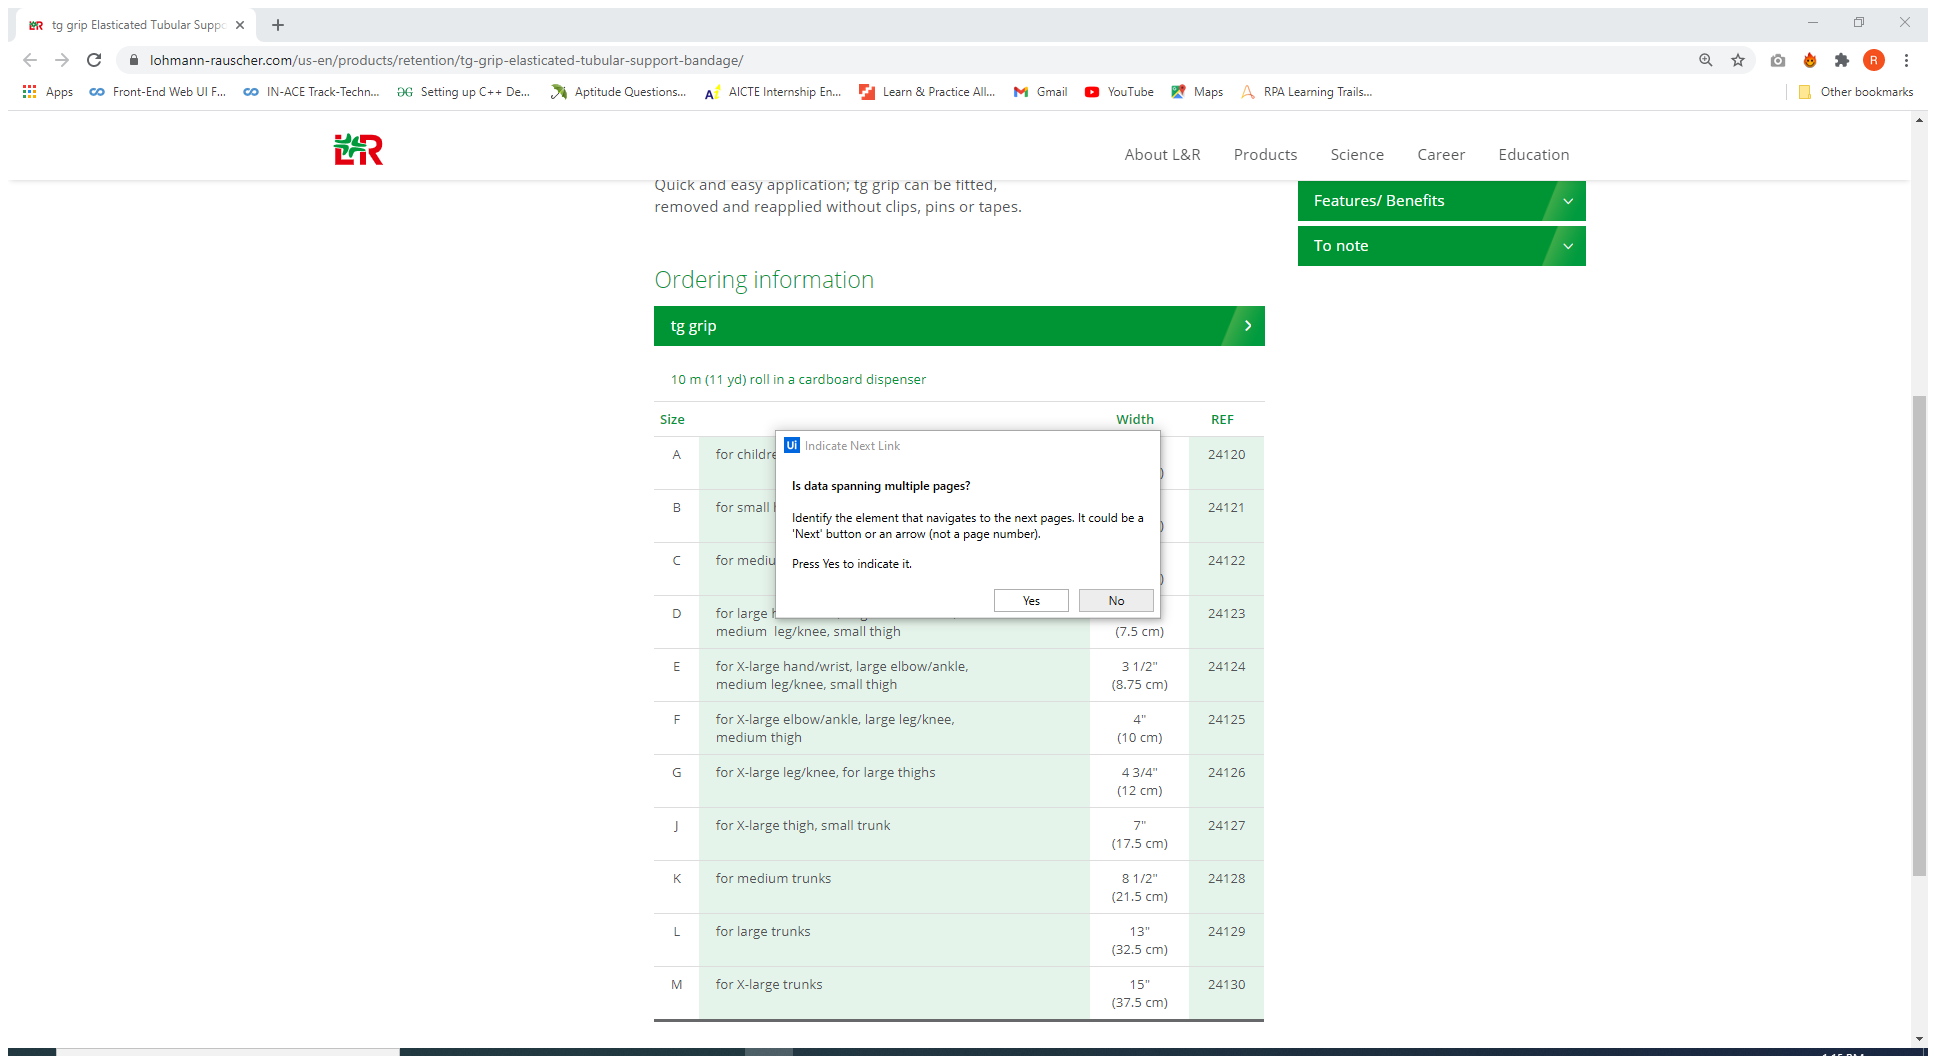 tg grip Elasticated Tubular Suppo
lohmann-rauscher.com/us-en/products/retention/tg-grip-elasticated-tubular-support-bandage/
R
Apps Front-End Web UI F... IN-ACE Track-Techn... Setting up C++ De... Aptitude Questions... AICTE Internship En... Learn & Practice All... Gmail YouTube Maps RPA Learning Trails... Other bookmarks
L&R About L&R Products Science Career Education
Quick and easy application; tg grip can be fitted,
removed and reapplied without clips, pins or tapes.
Features/ Benefits
To note
Ordering information
tg grip
10 m (11 yd) roll in a cardboard dispenser
Size Width REF
A for childre 24120
)
B for small 24121
)
C for mediu 24122
)
Ui Indicate Next Link
Is data spanning multiple pages?
Identify the element that navigates to the next pages. It could be a
'Next' button or an arrow (not a page number).
Press Yes to indicate it.
Yes No
D for large 24123
medium leg/knee, small thigh (7.5 cm)
E for X-large hand/wrist, large elbow/ankle, 3 1/2" 24124
medium leg/knee, small thigh (8.75 cm)
F for X-large elbow/ankle, large leg/knee, 4" 24125
medium thigh (10 cm)
G for X-large leg/knee, for large thighs 4 3/4" 24126
(12 cm)
J for X-large thigh, small trunk 7" 24127
(17.5 cm)
K for medium trunks 8 1/2" 24128
(21.5 cm)
L for large trunks 13" 24129
(32.5 cm)
M for X-large trunks 15" 24130
(37.5 cm)